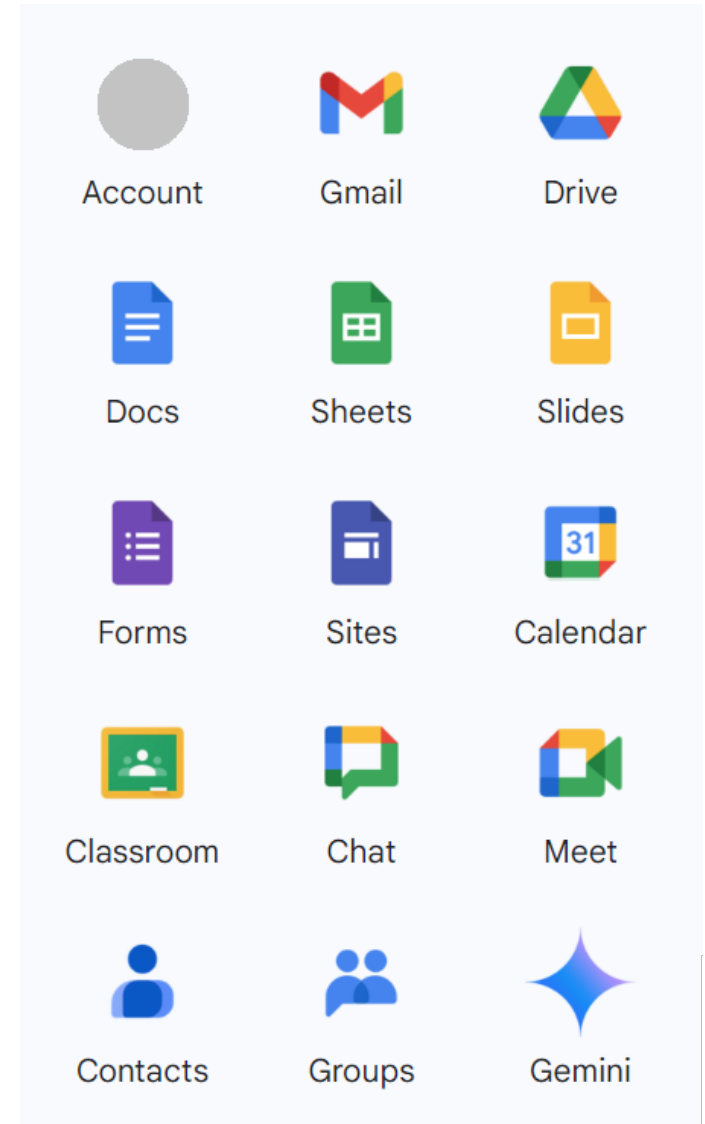 Account Gmail Drive
Docs Sheets Slides
31
Forms Sites Calendar
Classroom Chat Meet
Contacts Groups Gemini